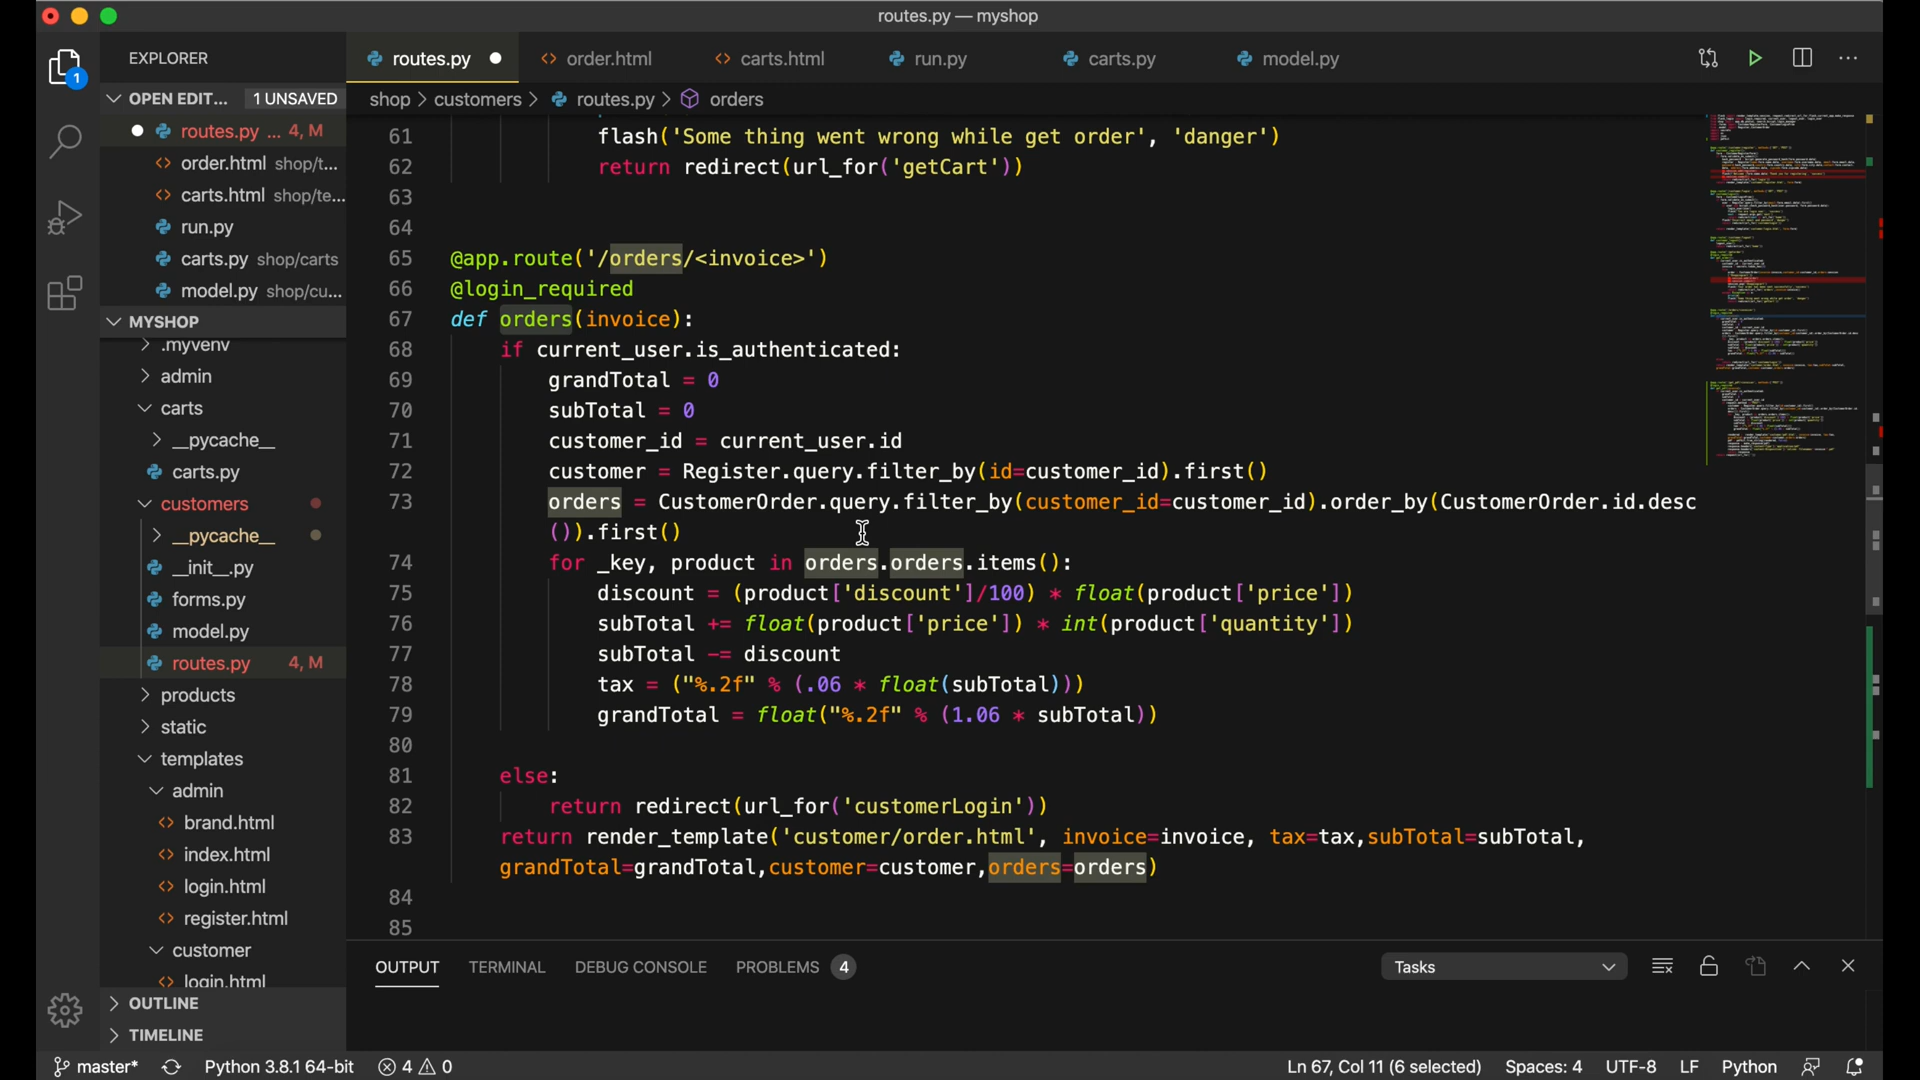 routes.py — myshop
EXPLORER
routes.py
order.html
carts.html
run.py
carts.py
model.py
1
OPEN EDIT...
1 UNSAVED
shop > customers > routes.py > orders
routes.py ... 4, M
order.html shop/t...
carts.html shop/te...
run.py
carts.py shop/carts
model.py shop/cu...
MYSHOP
.myvenv
admin
carts
__pycache__
carts.py
customers
__pycache__
__init__.py
forms.py
model.py
routes.py 4, M
products
static
templates
admin
brand.html
index.html
login.html
register.html
customer
login.html
OUTLINE
TIMELINE
61 flash('Some thing went wrong while get order', 'danger')
62 return redirect(url_for('getCart'))
63
64
65 @app.route('/orders/<invoice>')
66 @login_required
67 def orders(invoice):
68 if current_user.is_authenticated:
69 grandTotal = 0
70 subTotal = 0
71 customer_id = current_user.id
72 customer = Register.query.filter_by(id=customer_id).first()
73 orders = CustomerOrder.query.filter_by(customer_id=customer_id).order_by(CustomerOrder.id.desc
()).first()
74 for _key, product in orders.orders.items():
75 discount = (product['discount']/100) * float(product['price'])
76 subTotal += float(product['price']) * int(product['quantity'])
77 subTotal -= discount
78 tax = ("%.2f" % (.06 * float(subTotal)))
79 grandTotal = float("%.2f" % (1.06 * subTotal))
80
81 else:
82 return redirect(url_for('customerLogin'))
83 return render_template('customer/order.html', invoice=invoice, tax=tax,subTotal=subTotal,
grandTotal=grandTotal,customer=customer,orders=orders)
84
85
OUTPUT TERMINAL DEBUG CONSOLE PROBLEMS 4
Tasks
master* Python 3.8.1 64-bit 4 0
Ln 67, Col 11 (6 selected) Spaces: 4 UTF-8 LF Python